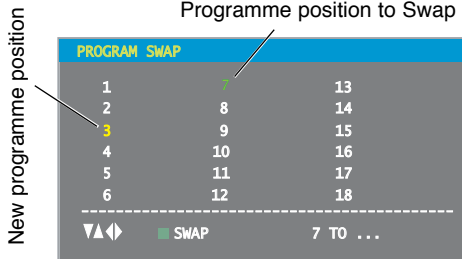 Programme position to Swap
New programme position
PROGRAM SWAP
1 7 13
2 8 14
3 9 15
4 10 16
5 11 17
6 12 18
SWAP 7 TO ...